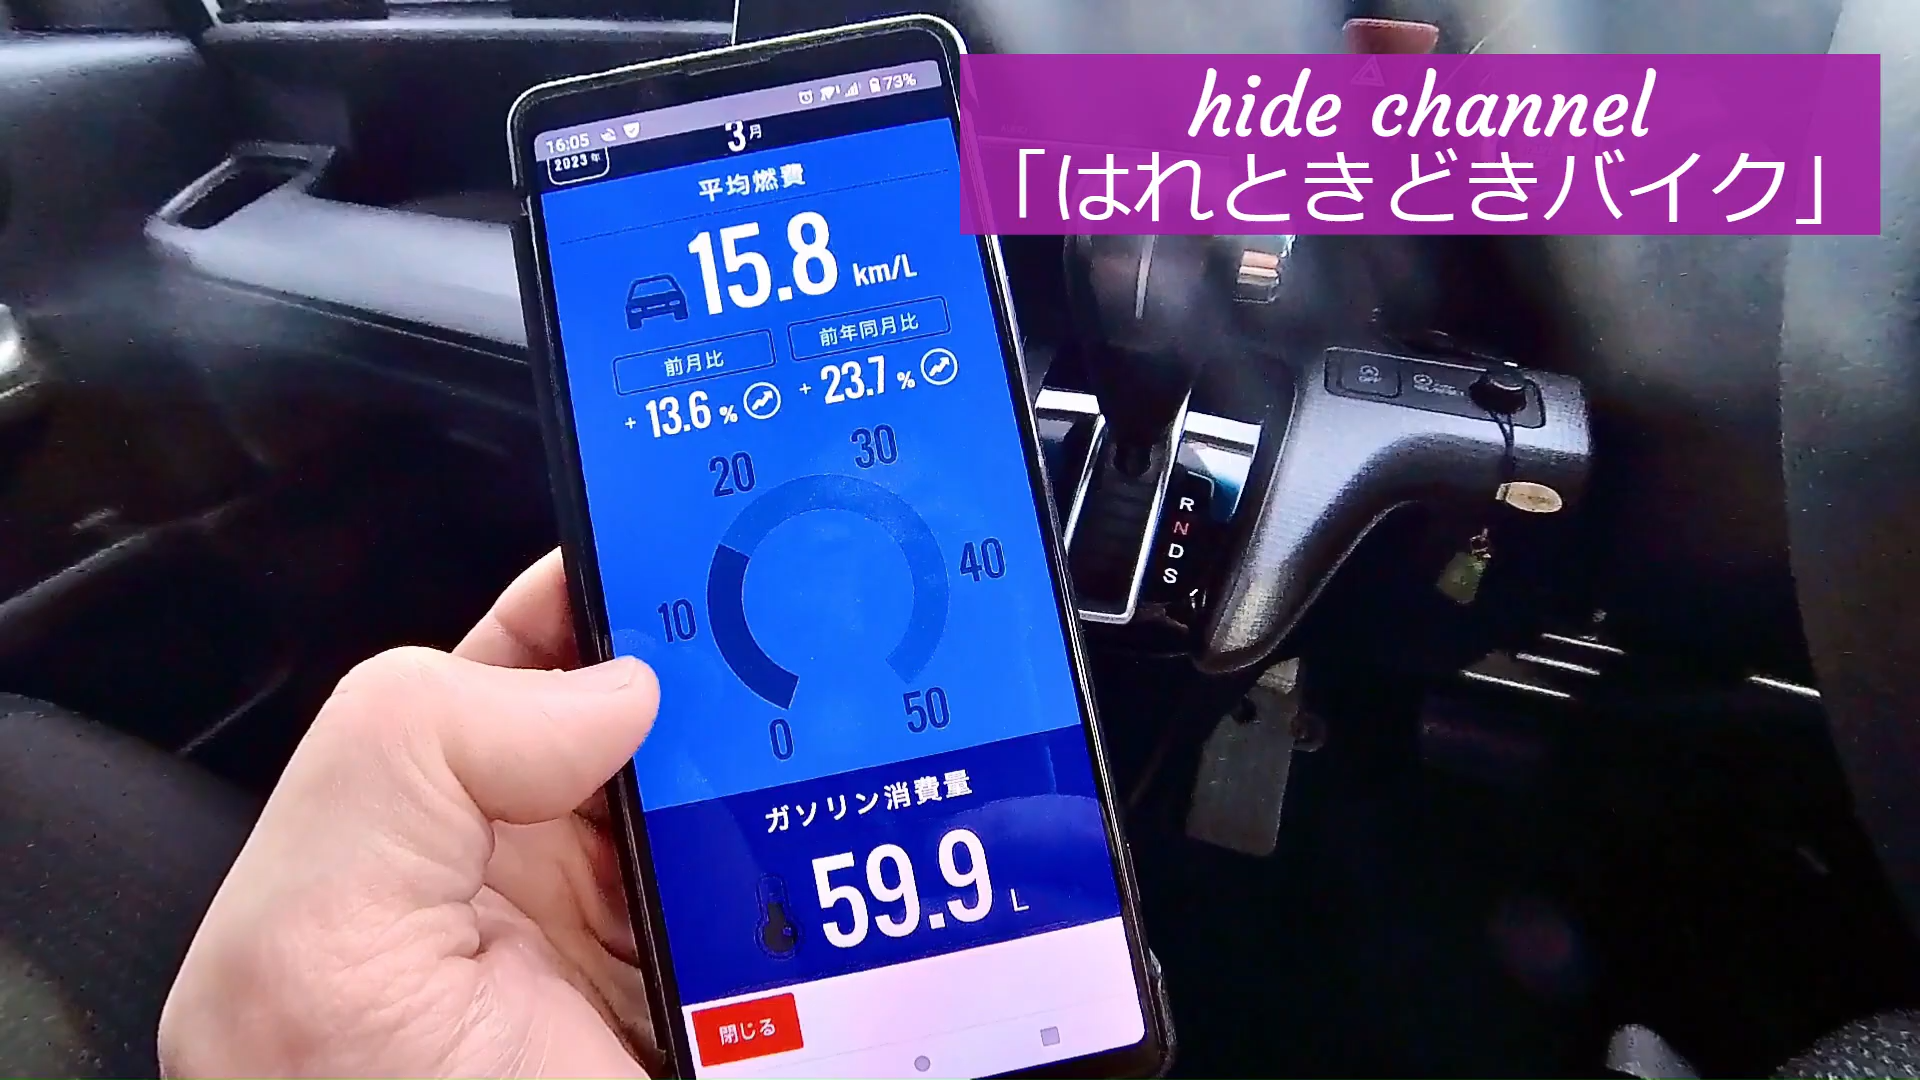 hide channel
「はれときどきバイク」
16:05
73%
2023年
3月
平均燃費
15.8 km/L
前月比
前年同月比
+ 13.6 %
+ 23.7 %
20
30
10
40
0
50
ガソリン消費量
59.9 L
閉じる
R
N
D
S
OFF